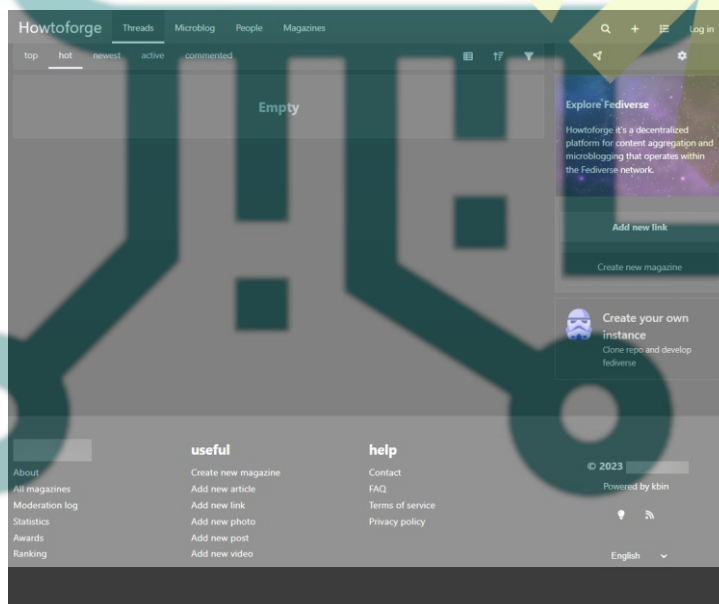 Howtoforge Threads Microblog People Magazines Log in
top hot newest active commented
Empty
Explore Fediverse
Howtoforge it's a decentralized
platform for content aggregation and
microblogging that operates within
the Fediverse network.
Add new link
Create new magazine
Create your own
instance
Clone repo and develop
fediverse
About
All magazines
Moderation log
Statistics
Awards
Ranking
useful
Create new magazine
Add new article
Add new link
Add new photo
Add new post
Add new video
help
Contact
FAQ
Terms of service
Privacy policy
© 2023
Powered by kbin
English